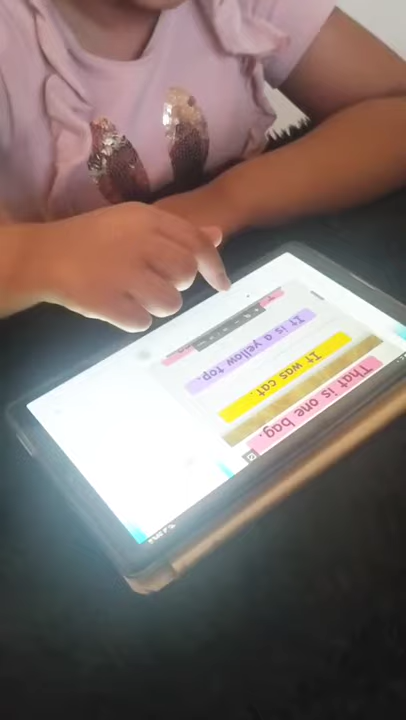 That is one bag.
It was cat.
It is a yellow top.